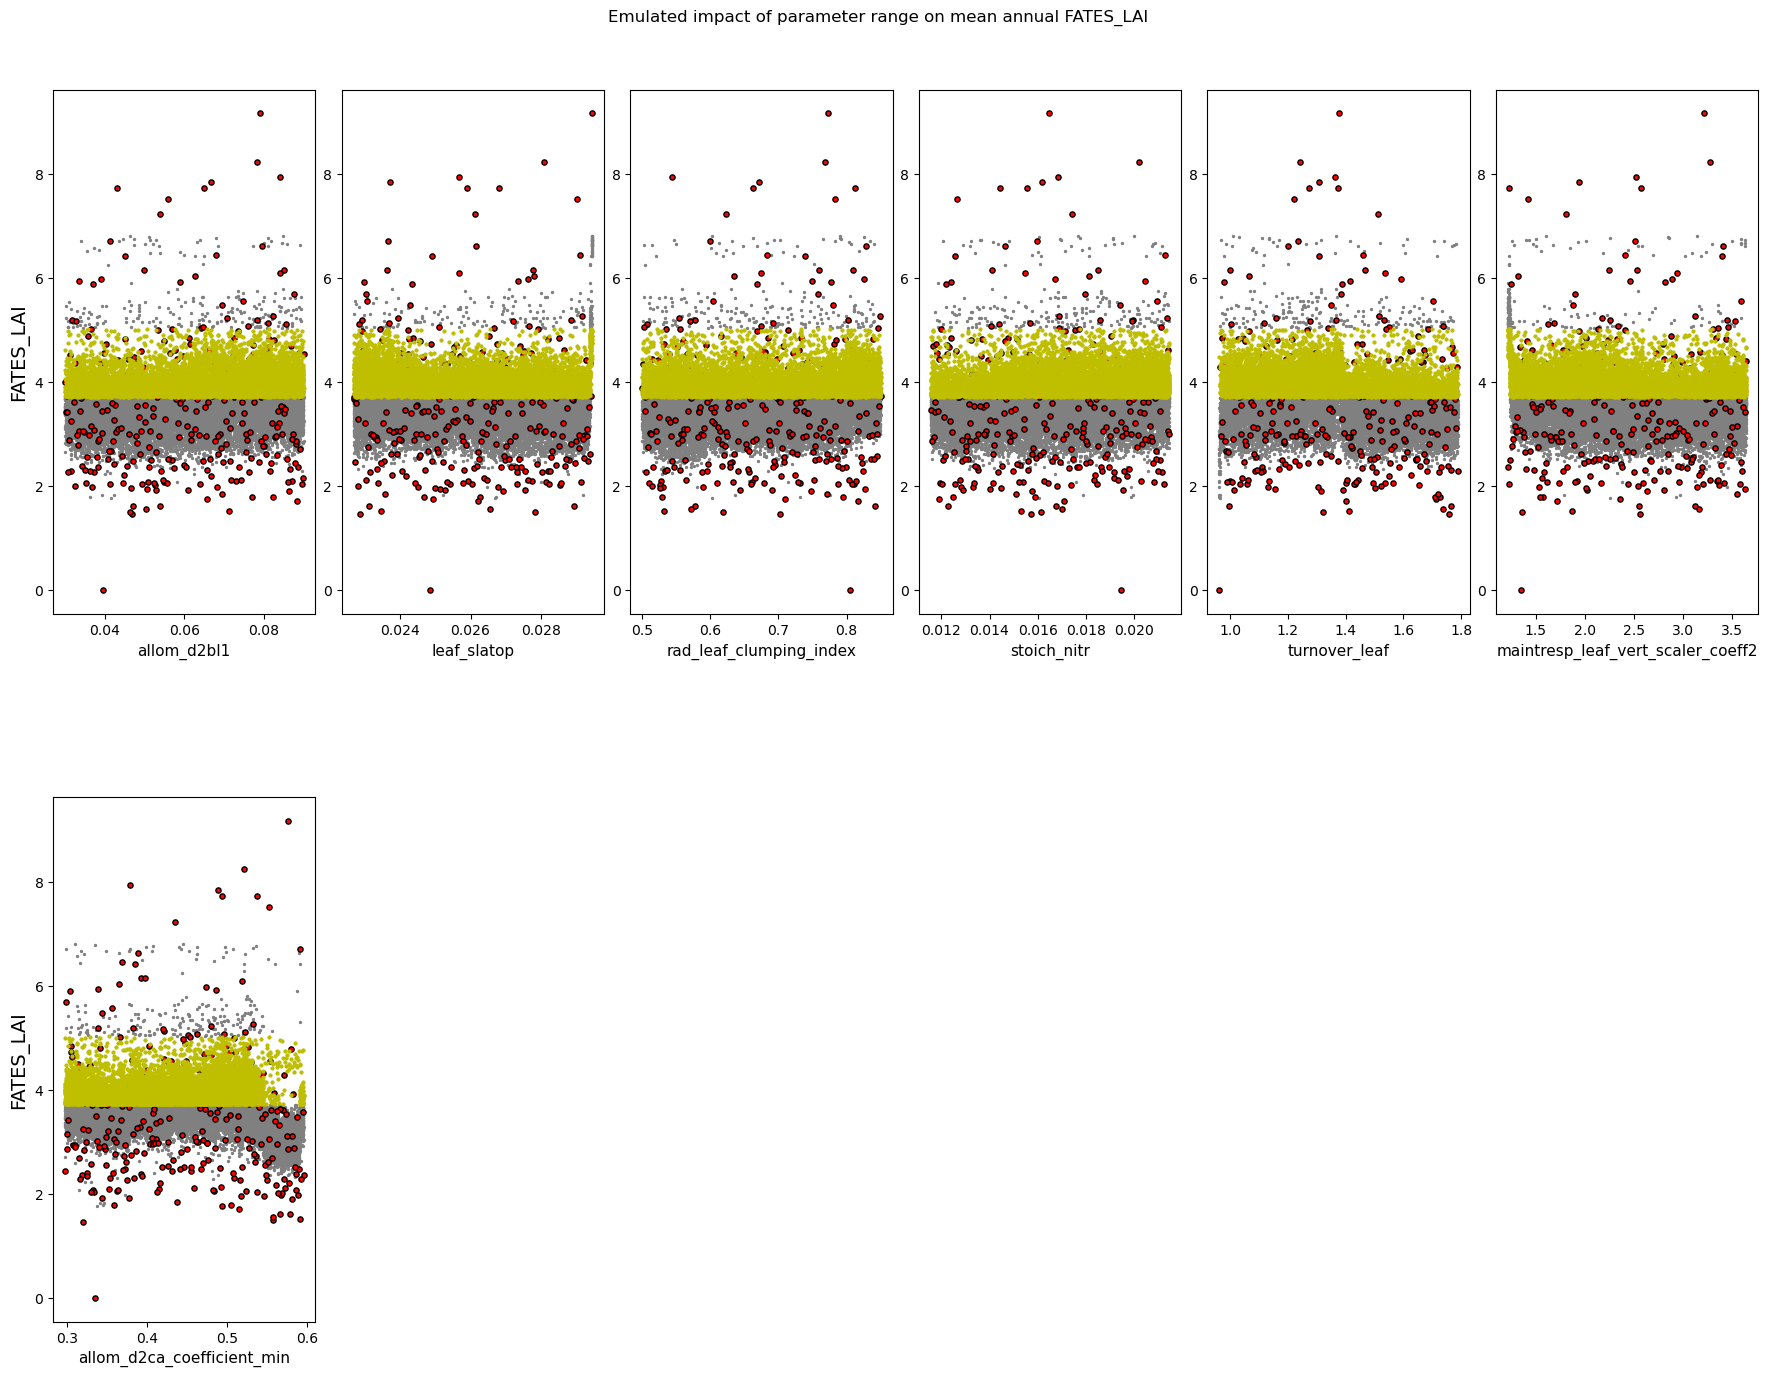 Emulated impact of parameter range on mean annual FATES_LAI
FATES_LAI
8 8 8 8 8 8
6 6 6 6 6 6
4 4 4 4 4 4
2 2 2 2 2 2
0 0 0 0 0 0
0.04 0.06 0.08 0.024 0.026 0.028 0.5 0.6 0.7 0.8 0.012 0.014 0.016 0.018 0.020 1.0 1.2 1.4 1.6 1.8 1.5 2.0 2.5 3.0 3.5
allom_d2bl1 leaf_slatop rad_leaf_clumping_index stoich_nitr turnover_leaf maintresp_leaf_vert_scaler_coeff2
FATES_LAI
8
6
4
2
0
0.3 0.4 0.5 0.6
allom_d2ca_coefficient_min